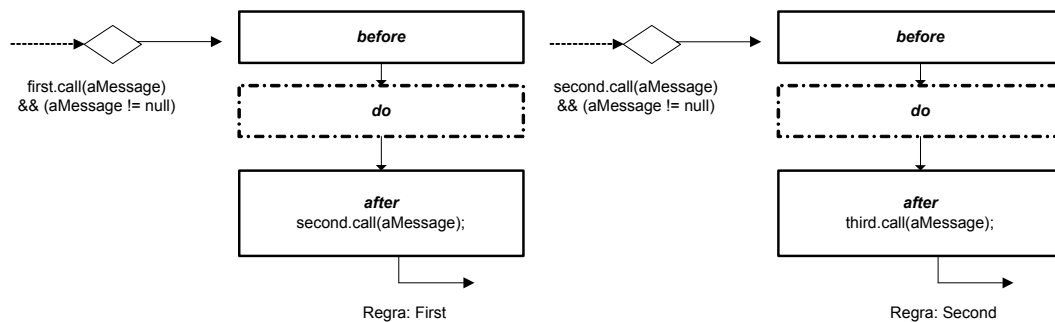 before
first.call(aMessage)
&& (aMessage != null)
do
after
second.call(aMessage);
Regra: First
before
second.call(aMessage)
&& (aMessage != null)
do
after
third.call(aMessage);
Regra: Second